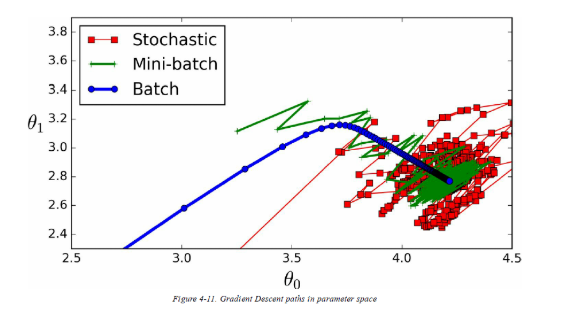 3.8
3.6
3.4
3.2
θ1
3.0
2.8
2.6
2.4
Stochastic
Mini-batch
Batch
2.5 3.0 3.5 4.0 4.5
θ0
Figure 4-11. Gradient Descent paths in parameter space